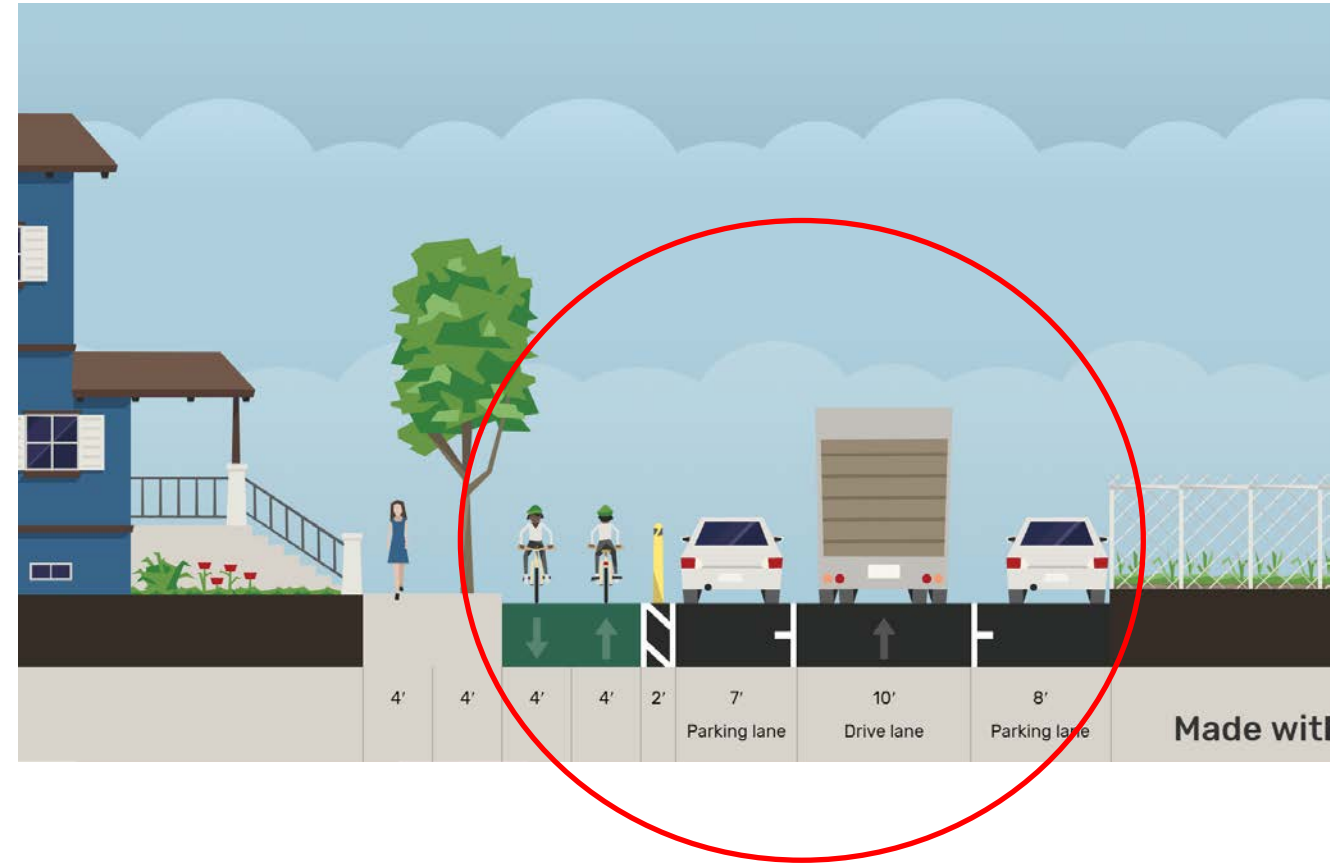 4′ 4′ 4′ 4′ 2′ 7′ 10′ 8′
Parking lane Drive lane Parking lane
Made with